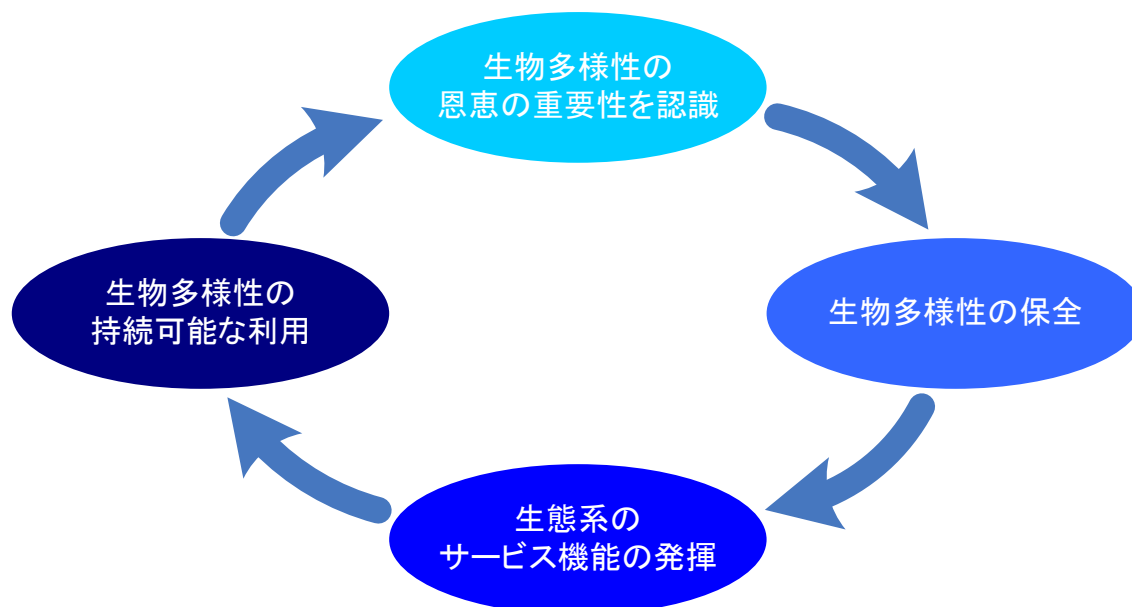 生物多様性の
恩恵の重要性を認識
生物多様性の保全
生態系の
サービス機能の発揮
生物多様性の
持続可能な利用